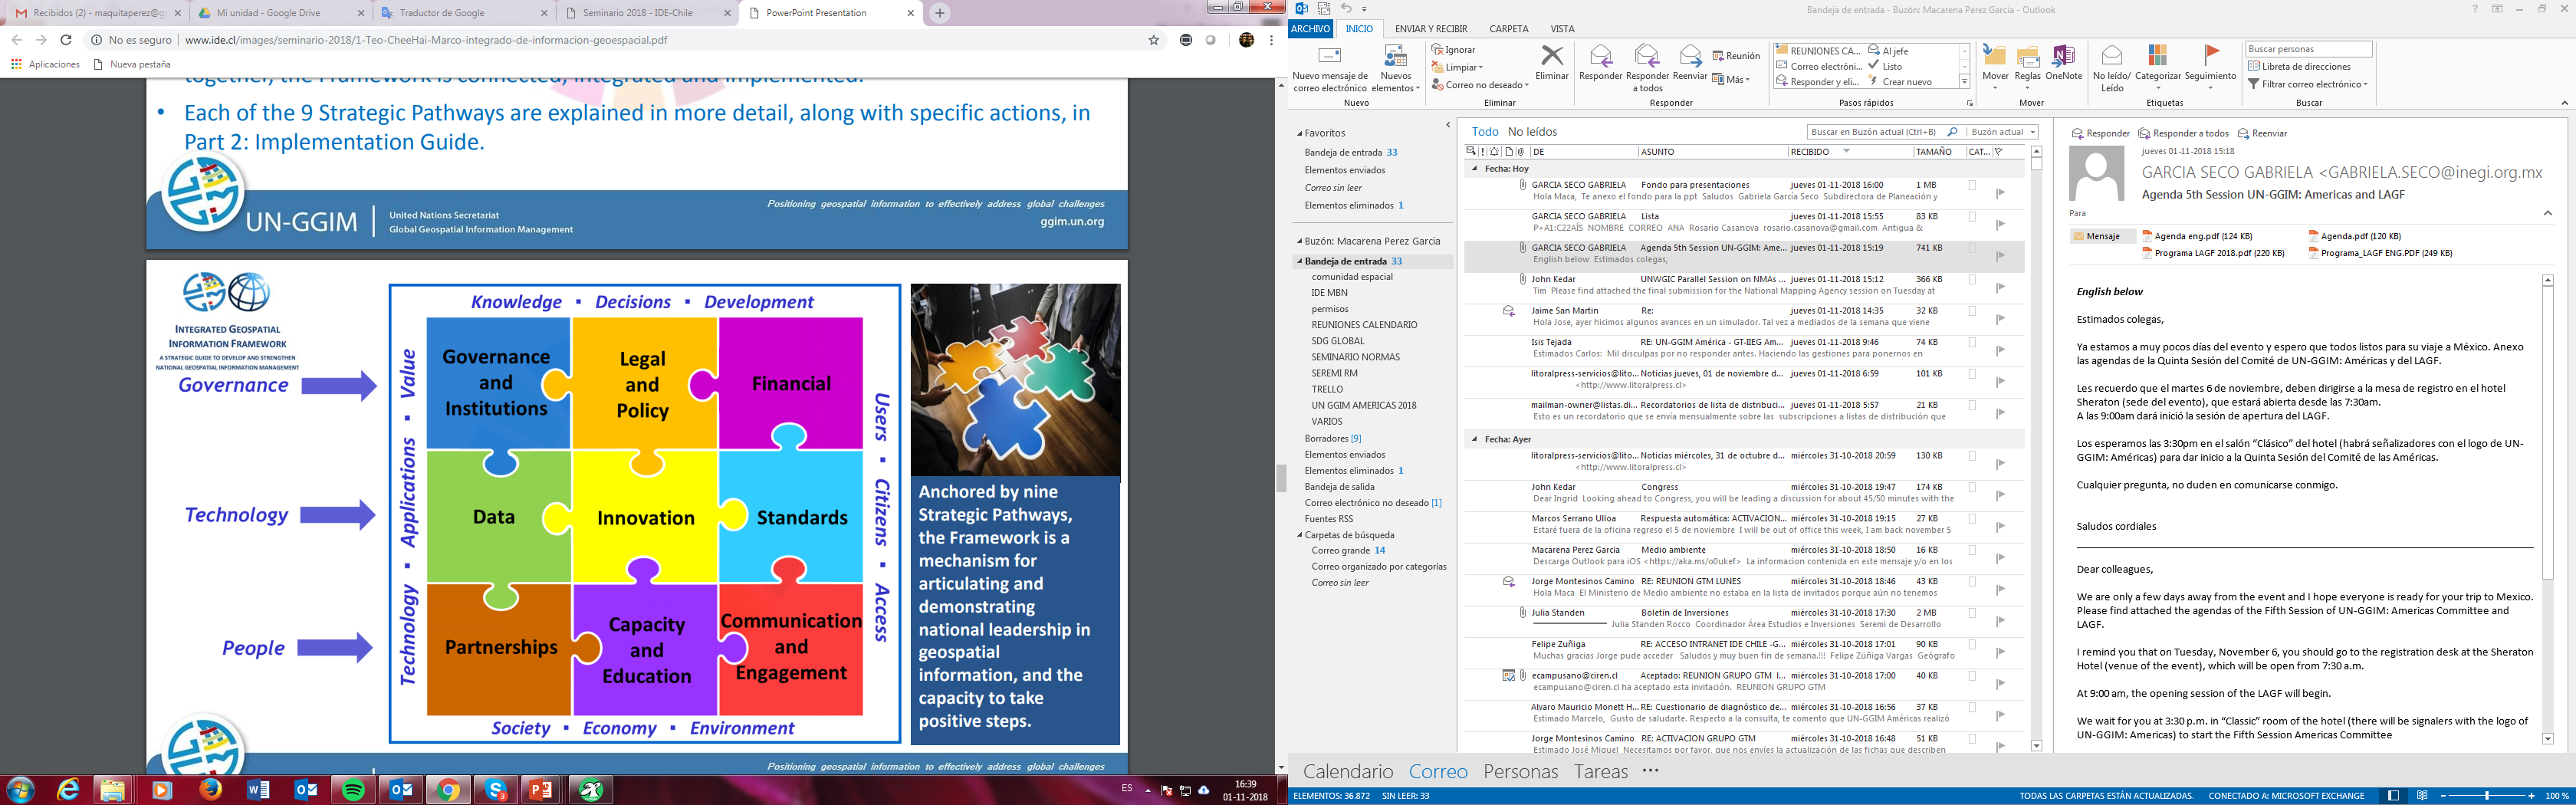 Recibidos (2) - maquitaperez@g
Mi unidad - Google Drive
Traductor de Google
Seminario 2018 - IDE-Chile
PowerPoint Presentation
No es seguro | www.ide.cl/images/seminario-2018/1-Teo-CheeHai-Marco-integrado-de-informacion-geoespacial.pdf
Aplicaciones
Nueva pestaña
together, the Framework is connected, integrated and implemented.
• Each of the 9 Strategic Pathways are explained in more detail, along with specific actions, in
Part 2: Implementation Guide.
Positioning geospatial information to effectively address global challenges
UN-GGIM
United Nations Secretariat
Global Geospatial Information Management
ggim.un.org
INTEGRATED GEOSPATIAL
INFORMATION FRAMEWORK
A STRATEGIC GUIDE TO DEVELOP AND STRENGTHEN
NATIONAL GEOSPATIAL INFORMATION MANAGEMENT
Governance
Technology
People
Knowledge ▪ Decisions ▪ Development
Technology ▪ Applications ▪ Value
Users ▪ Citizens ▪ Access
Society ▪ Economy ▪ Environment
Governance
and
Institutions
Legal
and
Policy
Financial
Data
Innovation
Standards
Partnerships
Capacity
and
Education
Communication
and
Engagement
Anchored by nine
Strategic Pathways,
the Framework is a
mechanism for
articulating and
demonstrating
national leadership in
geospatial
information, and the
capacity to take
positive steps.
Positioning geospatial information to effectively address global challenges
ES
16:39
01-11-2018
Bandeja de entrada - Buzón: Macarena Perez Garcia - Outlook
ARCHIVO INICIO ENVIAR Y RECIBIR CARPETA VISTA
Nuevo mensaje de
correo electrónico
Nuevos
elementos
Nuevo
Ignorar
Limpiar
Correo no deseado
Eliminar
Eliminar
Responder
Responder
a todos
Reenviar
Reunión
Más
Responder
REUNIONES CA...
Correo electróni...
Responder y eli...
Al jefe
Listo
Crear nuevo
Pasos rápidos
Mover
Reglas
OneNote
Mover
No leído/
Leído
Categorizar
Seguimiento
Etiquetas
Buscar personas
Libreta de direcciones
Filtrar correo electrónico
Buscar
Favoritos
Bandeja de entrada 33
Elementos enviados
Correo sin leer
Elementos eliminados 1
Buzón: Macarena Perez Garcia
Bandeja de entrada 33
comunidad espacial
IDE MBN
permisos
REUNIONES CALENDARIO
SDG GLOBAL
SEMINARIO NORMAS
SEREMI RM
TRELLO
UN GGIM AMERICAS 2018
VARIOS
Borradores [9]
Elementos enviados
Elementos eliminados 1
Bandeja de salida
Correo electrónico no deseado [1]
Fuentes RSS
Carpetas de búsqueda
Correo grande 14
Correo organizado por categorías
Correo sin leer
Todo No leídos
Buscar en Buzón actual (Ctrl+B)
Buzón actual
DE ASUNTO RECIBIDO TAMAÑO CAT...
Fecha: Hoy
GARCIA SECO GABRIELA Fondo para presentaciones jueves 01-11-2018 16:00 1 MB
Hola Maca, Te anexo el fondo para la ppt Saludos Gabriela García Seco Subdirectora de Planeación y
GARCIA SECO GABRIELA Lista jueves 01-11-2018 15:55 83 KB
P+A1:C22AÍS NOMBRE CORREO ANA Rosario Casanova rosario.casanova@gmail.com Antigua &
GARCIA SECO GABRIELA Agenda 5th Session UN-GGIM: Ame... jueves 01-11-2018 15:19 741 KB
English below Estimados colegas,
John Kedar UNWGIC Parallel Session on NMAs ... jueves 01-11-2018 15:12 366 KB
Tim Please find attached the final submission for the National Mapping Agency session on Tuesday at
Jaime San Martin Re: jueves 01-11-2018 14:35 32 KB
Hola Jose, ayer hicimos algunos avances en un simulador. Tal vez a mediados de la semana que viene
Isis Tejada RE: UN-GGIM América - GT-IIEG Am... jueves 01-11-2018 9:46 74 KB
Estimados Carlos: Mil disculpas por no responder antes. Haciendo las gestiones para ponernos en
litoralpress-servicios@lito... Noticias jueves, 01 de noviembre d... jueves 01-11-2018 6:59 101 KB
<http://www.litoralpress.cl>
mailman-owner@listas.di... Recordatorios de lista de distribuci... jueves 01-11-2018 5:57 21 KB
Esto es un recordatorio que se envía mensualmente sobre las subscripciones a listas de distribución que
Fecha: Ayer
litoralpress-servicios@lito... Noticias miércoles, 31 de octubre d... miércoles 31-10-2018 20:59 130 KB
<http://www.litoralpress.cl>
John Kedar Congress miércoles 31-10-2018 19:47 174 KB
Dear Ingrid Looking ahead to Congress, you will be leading a discussion for about 45/50 minutes with the
Marcos Serrano Ulloa Respuesta automática: ACTIVACION... miércoles 31-10-2018 19:15 27 KB
Estaré fuera de la oficina regreso el 5 de noviembre I will be out of office this week, I am back november 5
Macarena Perez Garcia Medio ambiente miércoles 31-10-2018 18:50 16 KB
Descarga Outlook para iOS <https://aka.ms/o0ukef> La informacion contenida en este mensaje y/o en los
Jorge Montesinos Camino RE: REUNION GTM LUNES miércoles 31-10-2018 18:46 43 KB
Hola Maca El Ministerio de Medio ambiente no estaba en la lista de invitados porque aún no tenemos
Julia Standen Boletín de Inversiones miércoles 31-10-2018 17:30 2 MB
Julia Standen Rocco Coordinador Área Estudios e Inversiones Seremi de Desarrollo
Felipe Zuñiga RE: ACCESO INTRANET IDE CHILE -G... miércoles 31-10-2018 17:01 90 KB
Muchas gracias Jorge pude acceder Saludos y muy buen fin de semana.!!! Felipe Zúñiga Vargas Geógrafo
ecampusano@ciren.cl Aceptado: REUNION GRUPO GTM I... miércoles 31-10-2018 17:00 40 KB
ecampusano@ciren.cl ha aceptado esta invitación. REUNION GRUPO GTM
Alvaro Mauricio Monett H... RE: Cuestionario de diagnóstico de... miércoles 31-10-2018 16:56 37 KB
Estimado Marcelo, Gusto de saludarte. Respecto a la consulta, te comento que UN-GGIM Américas realizó
Jorge Montesinos Camino RE: ACTIVACION GRUPO GTM miércoles 31-10-2018 16:48 51 KB
Estimado José Miguel Necesitamos por favor, que nos envíes la actualización de las fichas que describen
Responder Responder a todos Reenviar
jueves 01-11-2018 15:18
GARCIA SECO GABRIELA <GABRIELA.SECO@inegi.org.mx
Agenda 5th Session UN-GGIM: Americas and LAGF
Para
Mensaje
Agenda eng.pdf (124 KB)
Agenda.pdf (120 KB)
Programa LAGF 2018.pdf (220 KB)
Programa_LAGF ENG.PDF (249 KB)
English below
Estimados colegas,
Ya estamos a muy pocos días del evento y espero que todos listos para su viaje a México. Anexo
las agendas de la Quinta Sesión del Comité de UN-GGIM: Américas y del LAGF.
Les recuerdo que el martes 6 de noviembre, deben dirigirse a la mesa de registro en el hotel
Sheraton (sede del evento), que estará abierta desde las 7:30am.
A las 9:00am dará inició la sesión de apertura del LAGF.
Los esperamos las 3:30pm en el salón “Clásico” del hotel (habrá señalizadores con el logo de UN-
GGIM: Américas) para dar inicio a la Quinta Sesión del Comité de las Américas.
Cualquier pregunta, no duden en comunicarse conmigo.
Saludos cordiales
Dear colleagues,
We are only a few days away from the event and I hope everyone is ready for your trip to Mexico.
Please find attached the agendas of the Fifth Session of UN-GGIM: Americas Committee and
LAGF.
I remind you that on Tuesday, November 6, you should go to the registration desk at the Sheraton
Hotel (venue of the event), which will be open from 7:30 a.m.
At 9:00 am, the opening session of the LAGF will begin.
We wait for you at 3:30 p.m. in “Classic” room of the hotel (there will be signalers with the logo of
UN-GGIM: Americas) to start the Fifth Session Americas Committee
Calendario Correo Personas Tareas ···
ELEMENTOS: 36.872 SIN LEER: 33
TODAS LAS CARPETAS ESTÁN ACTUALIZADAS. CONECTADO A: MICROSOFT EXCHANGE
100 %